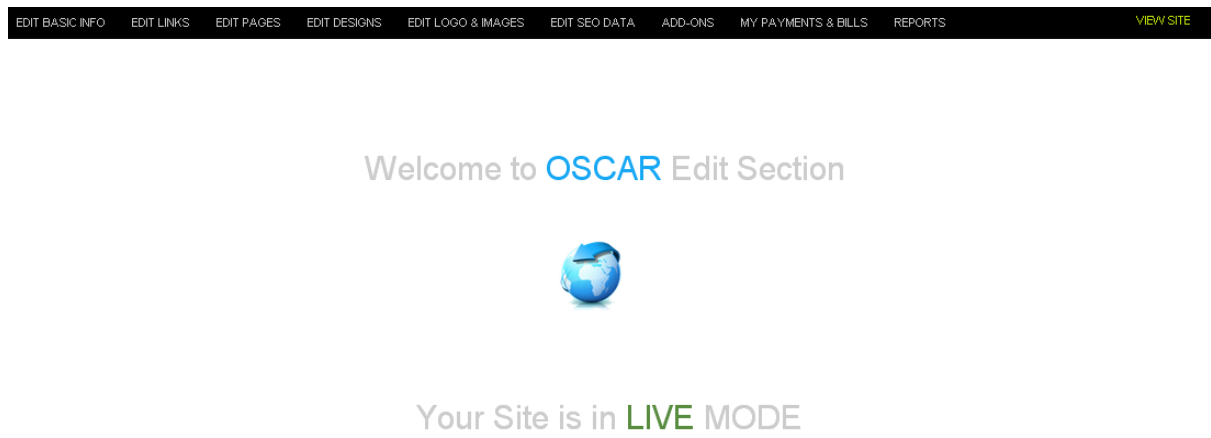 EDIT BASIC INFO EDIT LINKS EDIT PAGES EDIT DESIGNS EDIT LOGO & IMAGES EDIT SEO DATA ADD-ONS MY PAYMENTS & BILLS REPORTS VIEW SITE
Welcome to OSCAR Edit Section
Your Site is in LIVE MODE